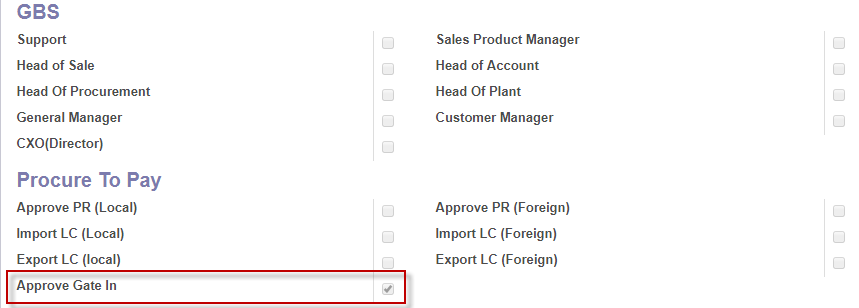 GBS
Support Sales Product Manager
Head of Sale Head of Account
Head Of Procurement Head Of Plant
General Manager Customer Manager
CXO(Director)
Procure To Pay
Approve PR (Local) Approve PR (Foreign)
Import LC (Local) Import LC (Foreign)
Export LC (local) Export LC (Foreign)
Approve Gate In